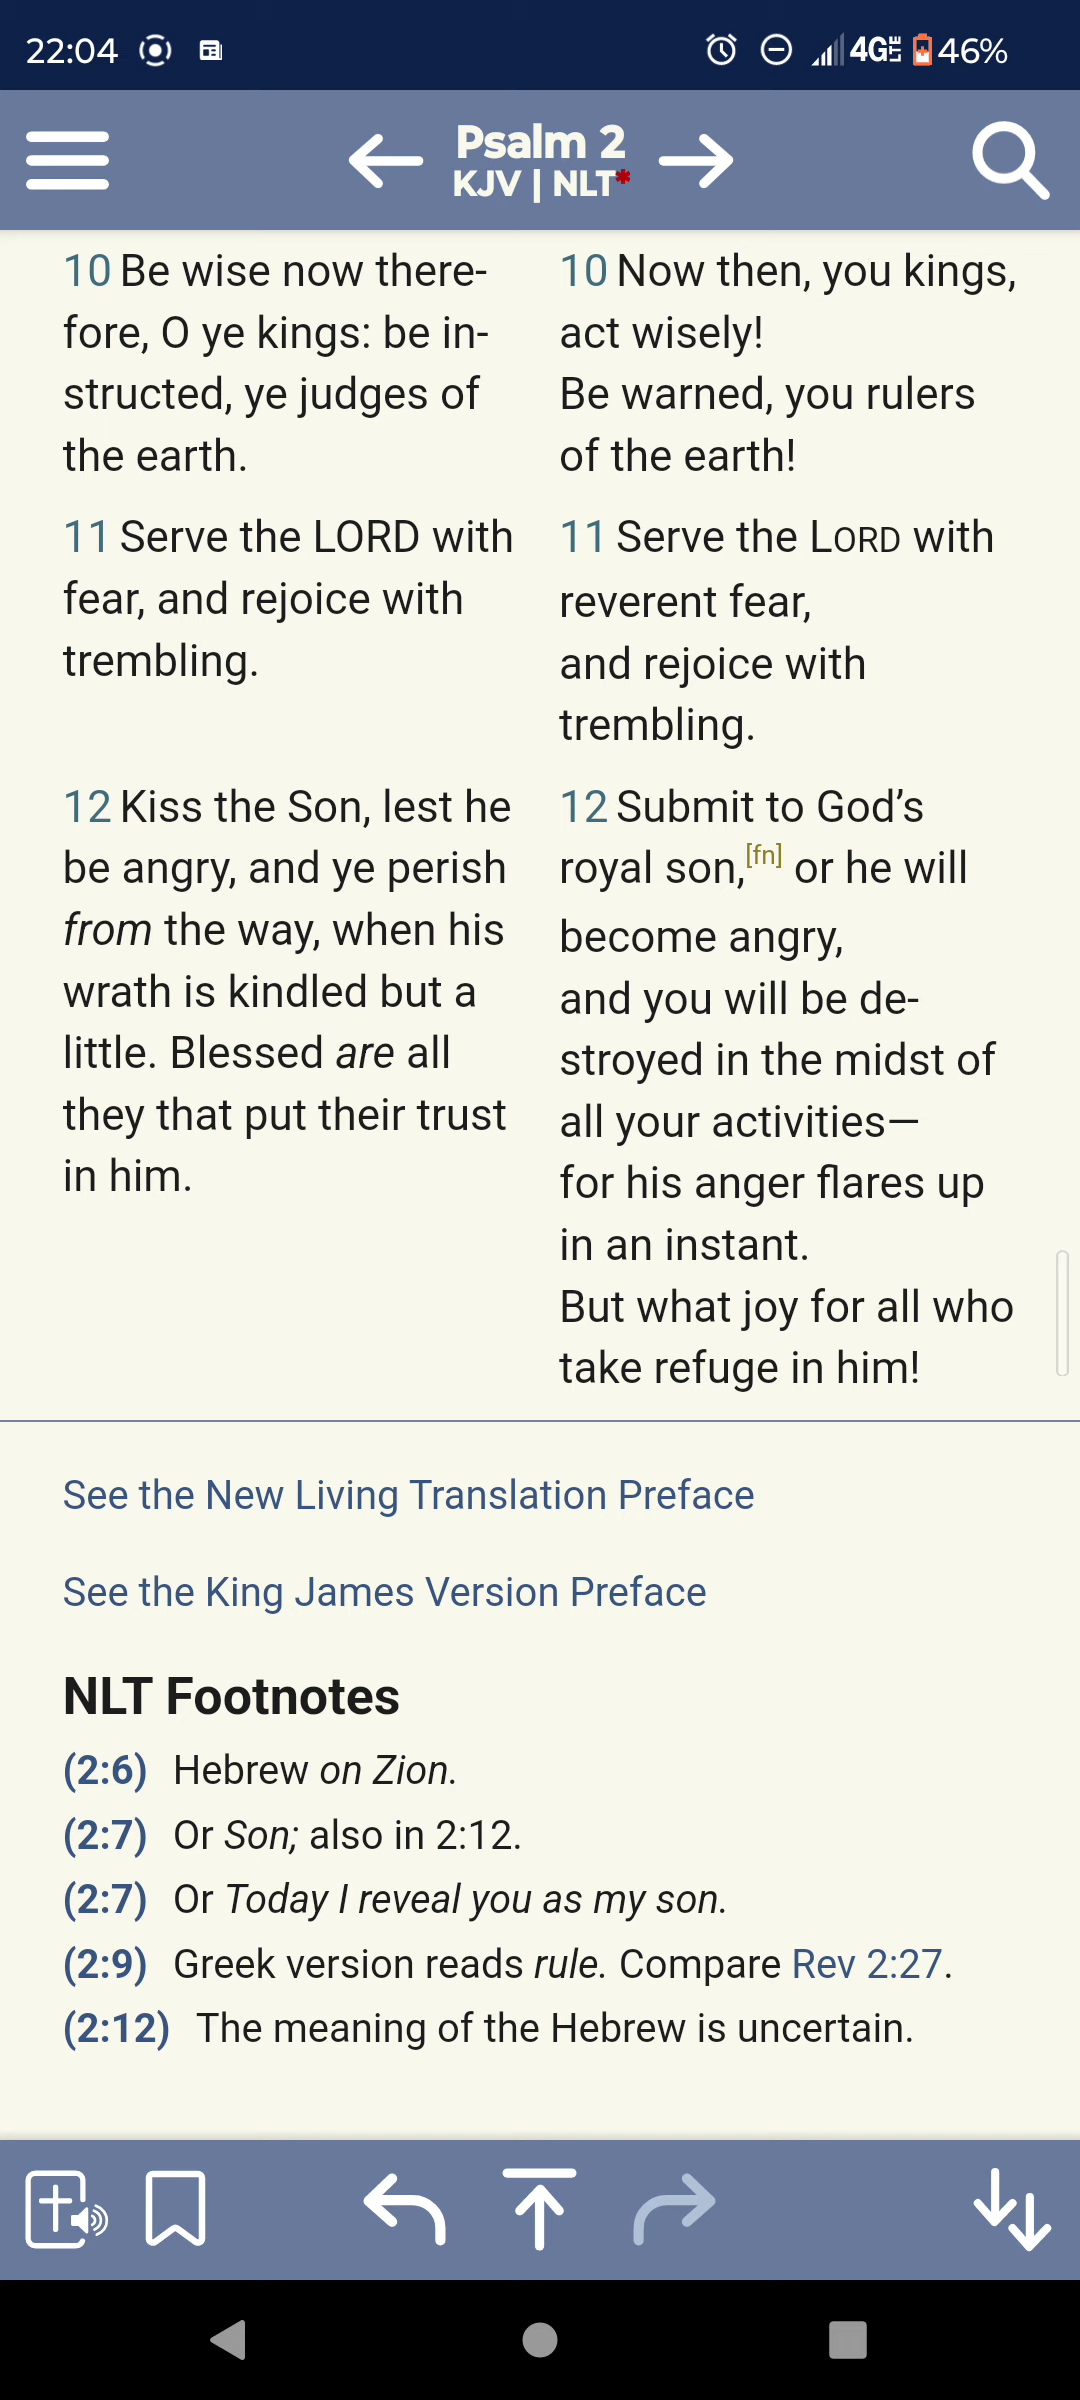 22:04
4G LTE 46%
Psalm 2
KJV | NLT*
10 Be wise now there-
fore, O ye kings: be in-
structed, ye judges of
the earth.
11 Serve the LORD with
fear, and rejoice with
trembling.
12 Kiss the Son, lest he
be angry, and ye perish
from the way, when his
wrath is kindled but a
little. Blessed are all
they that put their trust
in him.
10 Now then, you kings,
act wisely!
Be warned, you rulers
of the earth!
11 Serve the LORD with
reverent fear,
and rejoice with
trembling.
12 Submit to God’s
royal son,[fn] or he will
become angry,
and you will be de-
stroyed in the midst of
all your activities—
for his anger flares up
in an instant.
But what joy for all who
take refuge in him!
See the New Living Translation Preface
See the King James Version Preface
NLT Footnotes
(2:6) Hebrew on Zion.
(2:7) Or Son; also in 2:12.
(2:7) Or Today I reveal you as my son.
(2:9) Greek version reads rule. Compare Rev 2:27.
(2:12) The meaning of the Hebrew is uncertain.